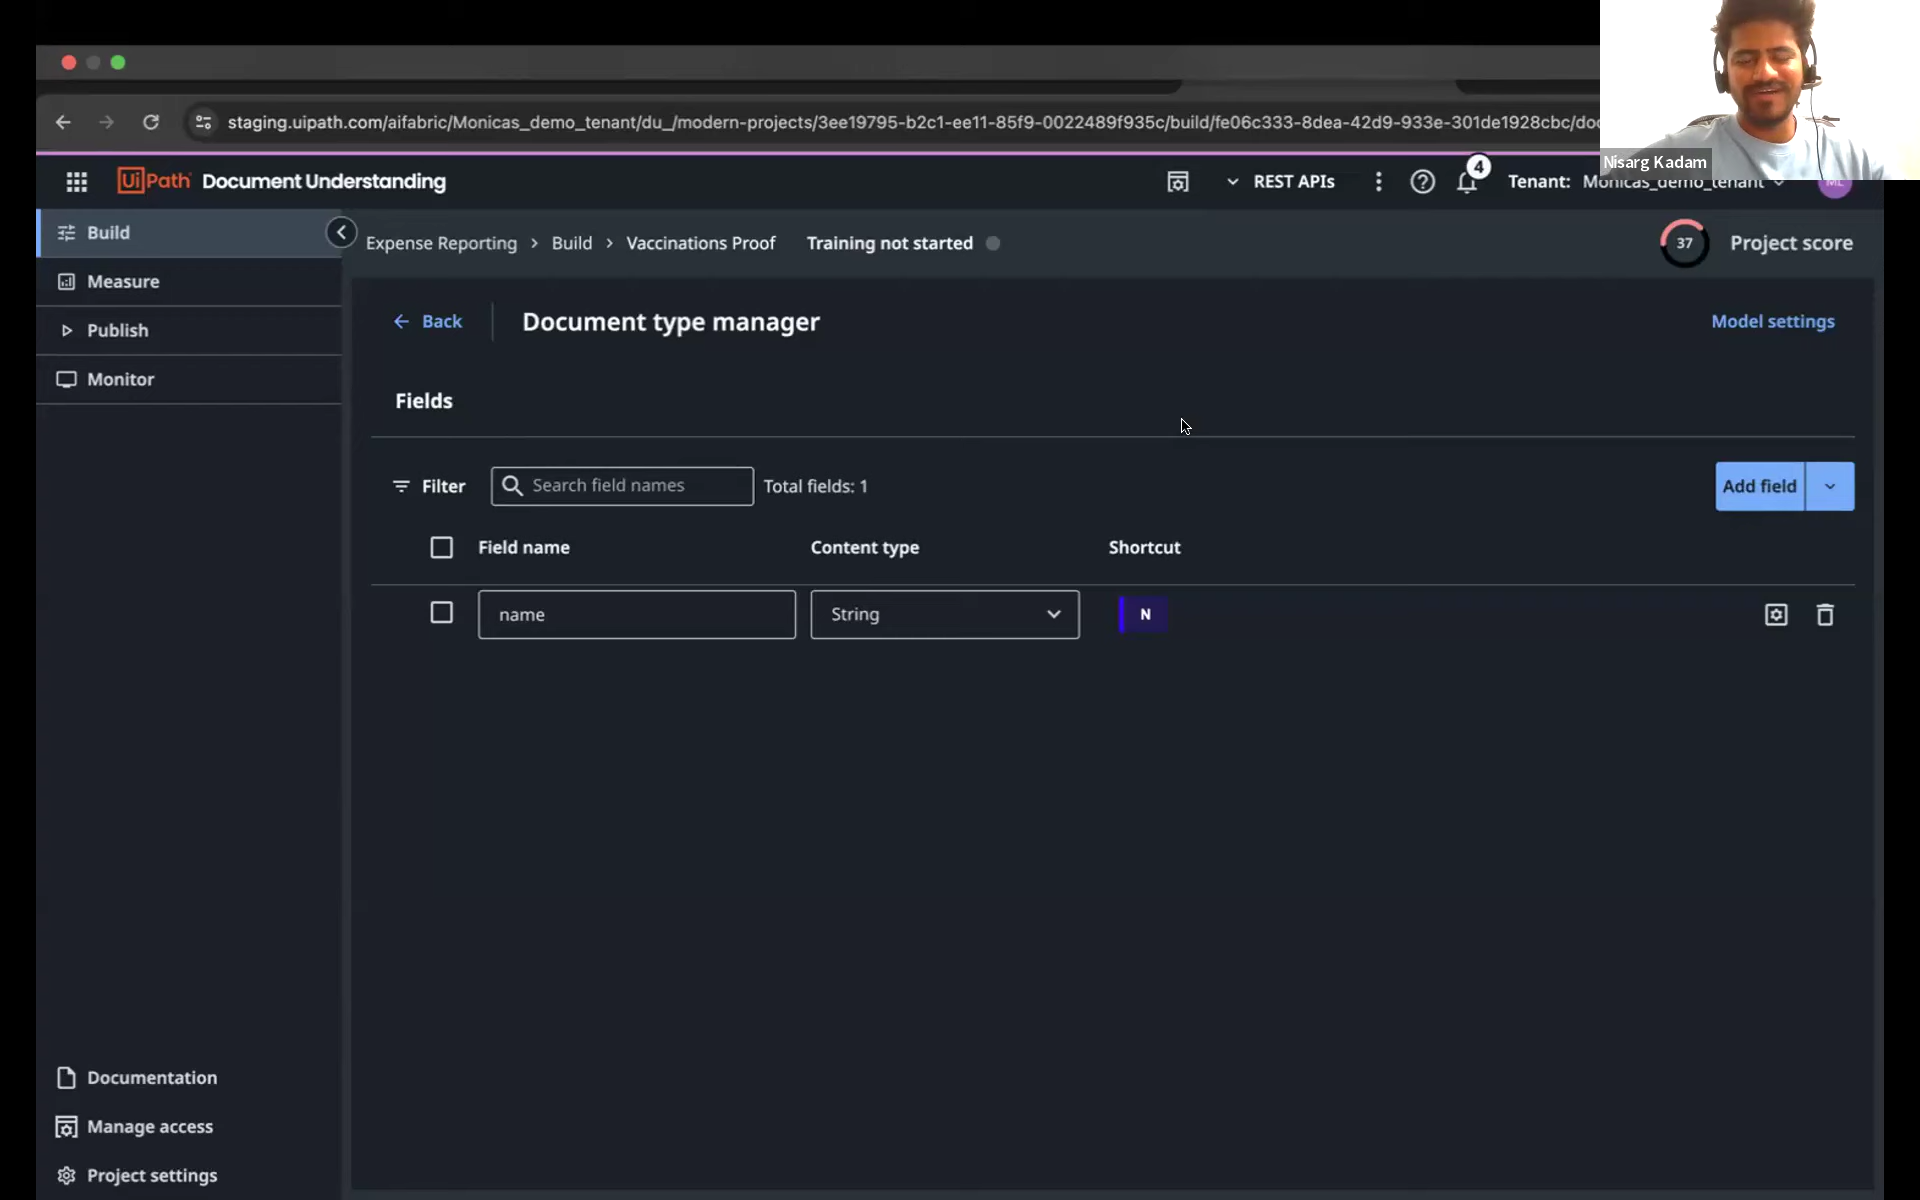 staging.uipath.com/aifabric/Monicas_demo_tenant/du_/modern-projects/3ee19795-b2c1-ee11-85f9-0022489f935c/build/fe06c333-8dea-42d9-933e-301de1928cbc/do
Nisarg Kadam
UiPath Document Understanding
REST APIs
4
Tenant: Monicas_demo_tenant
ML
Build
Measure
Publish
Monitor
Expense Reporting > Build > Vaccinations Proof Training not started
37 Project score
Back
Document type manager
Model settings
Fields
Filter
Search field names
Total fields: 1
Add field
Field name Content type Shortcut
name String N
Documentation
Manage access
Project settings